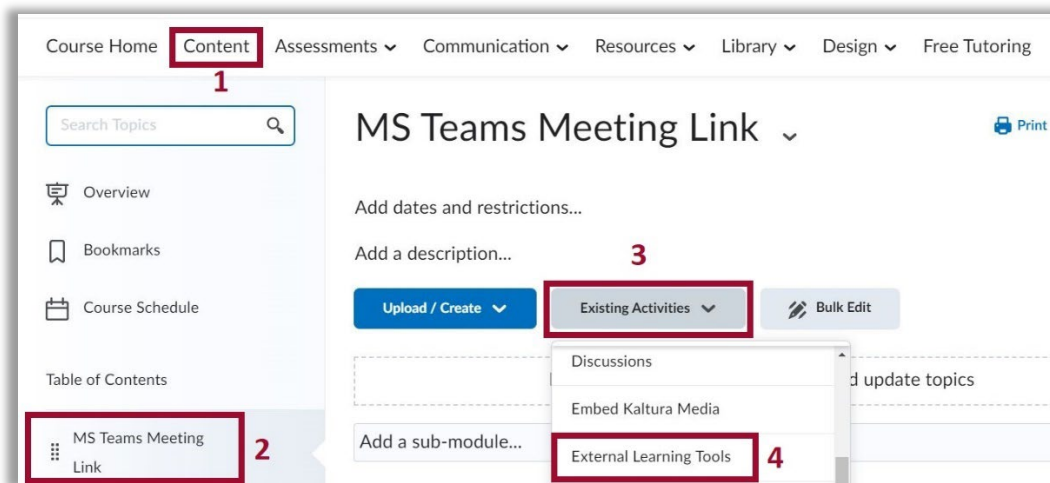 Course Home Content Assessments Communication Resources Library Design Free Tutoring
1
Search Topics
MS Teams Meeting Link
Print
Overview
Add dates and restrictions...
Bookmarks
Add a description...
3
Course Schedule
Upload / Create
Existing Activities
Bulk Edit
Discussions
Table of Contents
update topics
Embed Kaltura Media
MS Teams Meeting
Link
2
Add a sub-module...
External Learning Tools
4